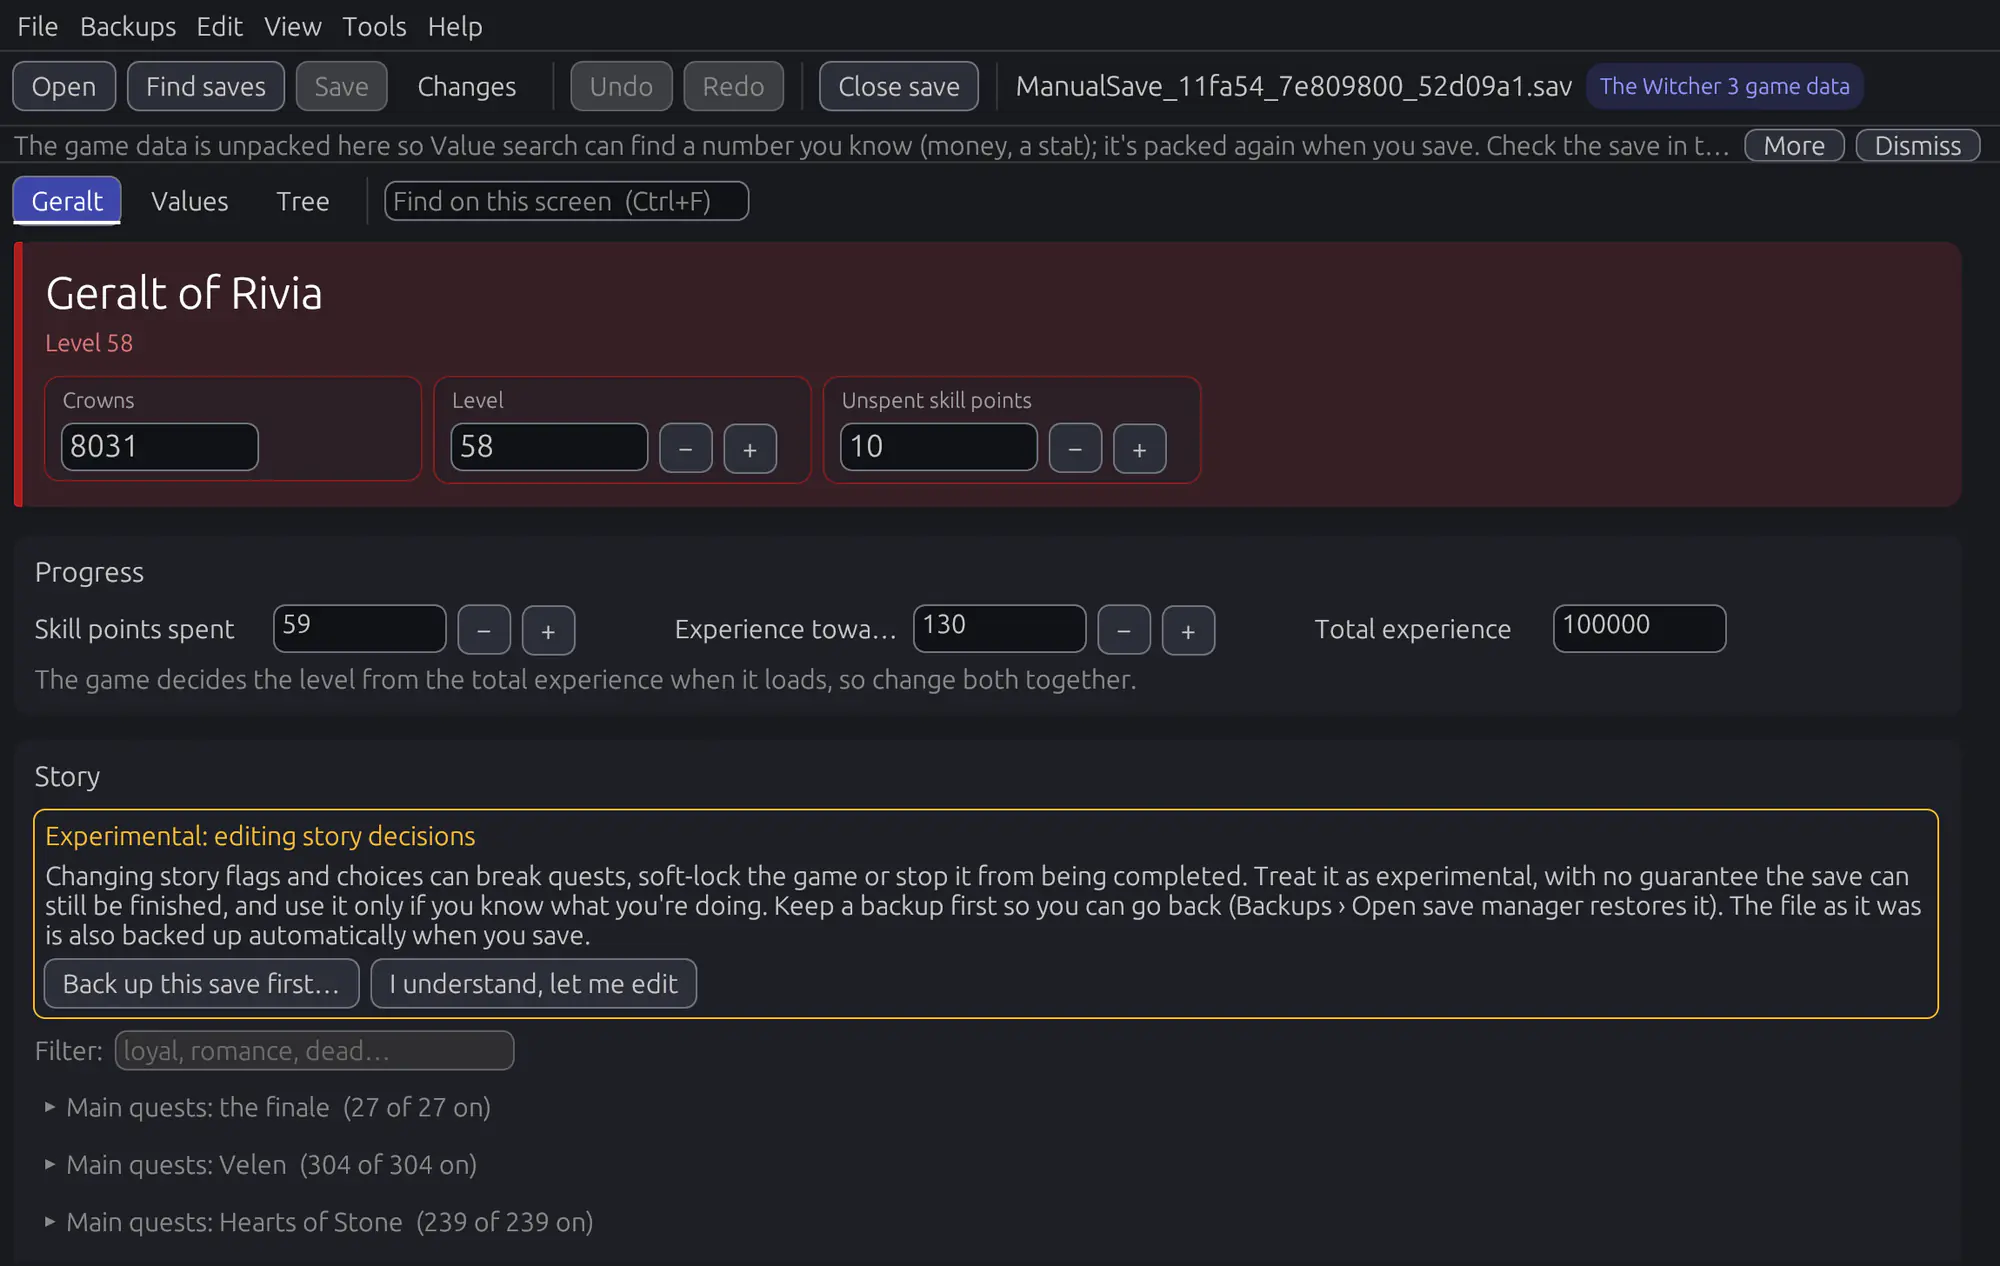 File Backups Edit View Tools Help
Open Find saves Save Changes Undo Redo Close save ManualSave_11fa54_7e809800_52d09a1.sav The Witcher 3 game data
The game data is unpacked here so Value search can find a number you know (money, a stat); it's packed again when you save. Check the save in t… More Dismiss
Geralt Values Tree Find on this screen (Ctrl+F)
Geralt of Rivia
Level 58
Crowns Level Unspent skill points
8031 58 − + 10 − +
Progress
Skill points spent 59 − + Experience towa… 130 − + Total experience 100000
The game decides the level from the total experience when it loads, so change both together.
Story
Experimental: editing story decisions
Changing story flags and choices can break quests, soft-lock the game or stop it from being completed. Treat it as experimental, with no guarantee the save can
still be finished, and use it only if you know what you're doing. Keep a backup first so you can go back (Backups › Open save manager restores it). The file as it was
is also backed up automatically when you save.
Back up this save first… I understand, let me edit
Filter: loyal, romance, dead…
▸ Main quests: the finale (27 of 27 on)
▸ Main quests: Velen (304 of 304 on)
▸ Main quests: Hearts of Stone (239 of 239 on)